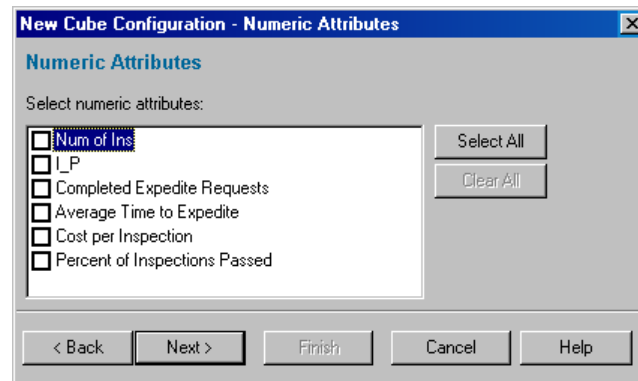 New Cube Configuration - Numeric Attributes
Numeric Attributes
Select numeric attributes:
Num of Ins
I_P
Completed Expedite Requests
Average Time to Expedite
Cost per Inspection
Percent of Inspections Passed
Select All
Clear All
< Back Next > Finish Cancel Help